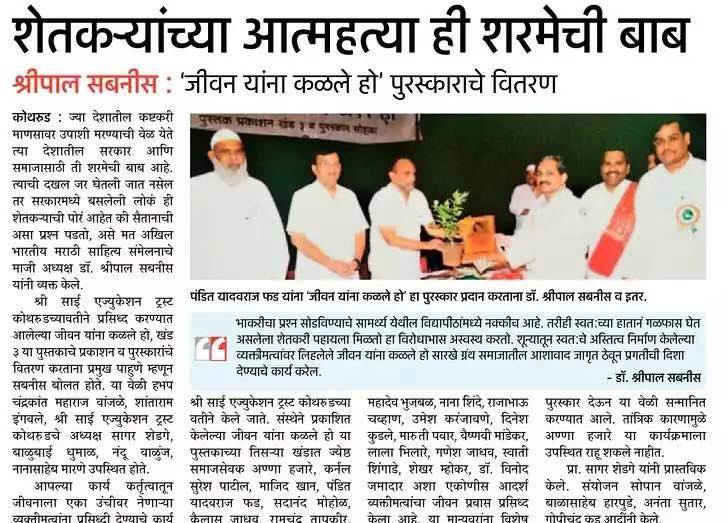 शेतकऱ्यांच्या आत्महत्या ही शरमेची बाब
श्रीपाल सबनीस : 'जीवन यांना कळले हो' पुरस्काराचे वितरण
कोथरुड : ज्या देशातील कष्टकरी
माणसावर उपाशी मरण्याची वेळ येते
त्या देशातील सरकार आणि
समाजासाठी ती शरमेची बाब आहे.
त्याची दखल जर घेतली जात नसेल
तर सरकारमध्ये बसलेली लोकं ही
शेतकऱ्याची पोरं आहेत की सैतानाची
असा प्रश्न पडतो, असे मत अखिल
भारतीय मराठी साहित्य संमेलनाचे
माजी अध्यक्ष डॉ. श्रीपाल सबनीस
यांनी व्यक्त केले.
श्री साई एज्युकेशन ट्रस्ट
कोथरुडच्यावतीने प्रसिध्द करण्यात
आलेल्या जीवन यांना कळले हो, खंड
३ या पुस्तकाचे प्रकाशन व पुरस्कारांचे
वितरण करताना प्रमुख पाहुणे म्हणून
सबनीस बोलत होते. या वेळी हभप
चंद्रकांत महाराज वांजळे, शांताराम
इंगवले, श्री साई एज्युकेशन ट्रस्ट
कोथरुडचे अध्यक्ष सागर शेडगे,
बाळुबाई धुमाळ, नंदू वाळुंज,
नानासाहेब मारणे उपस्थित होते.
आपल्या कार्य कर्तृत्वातून
जीवनाला एका उंचीवर नेणाऱ्या
व्यक्तीमत्वांना प्रसिध्दी देण्याचे कार्य
पुस्तक प्रकाशन खंड ३ व पुरस्कार सोहळा
पंडित यादवराज फड यांना 'जीवन यांना कळले हो' हा पुरस्कार प्रदान करताना डॉ. श्रीपाल सबनीस व इतर.
भाकरीचा प्रश्न सोडविण्याचे सामर्थ्य येथील विद्यापीठांमध्ये नक्कीच आहे. तरीही स्वत:च्या हातानं गळफास घेत
असलेला शेतकरी पहायला मिळतो हा विरोधाभास अस्वस्थ करतो. शून्यातून स्वत:चे अस्तित्व निर्माण केलेल्या
व्यक्तीमत्वांवर लिहलेले जीवन यांना कळले हो सारखे ग्रंथ समाजातील आशावाद जागृत ठेवून प्रगतीची दिशा
देण्याचे कार्य करेल.
- डॉ. श्रीपाल सबनीस
श्री साई एज्युकेशन ट्रस्ट कोथरुडच्या
वतीने केले जाते. संस्थेने प्रकाशित
केलेल्या जीवन यांना कळले हो या
पुस्तकाच्या तिसऱ्या खंडात ज्येष्ठ
समाजसेवक अण्णा हजारे, कर्नल
सुरेश पाटील, माजिद खान, पंडित
यादवराज फड, सदानंद मोहोळ,
कैलास जाधव, रामचंद्र तापकीर,
महादेव भुजबळ, नाना शिंदे, राजाभाऊ
चव्हाण, उमेश करंजावणे, दिनेश
कुडले, मारुती पवार, वैष्णवी मांडेकर,
लाला भिलारे, गणेश जाधव, स्वाती
शिंगाडे, शेखर म्होकर, डॉ. विनोद
जमादार अशा एकोणीस आदर्श
व्यक्तीमत्वांचा जीवन प्रवास प्रसिध्द
केला आहे. या मान्यवरांना विशेष
पुरस्कार देऊन या वेळी सन्मानित
करण्यात आले. तांत्रिक कारणामुळे
अण्णा हजारे या कार्यक्रमाला
उपस्थित राहू शकले नाहीत.
प्रा. सागर शेडगे यांनी प्रास्तविक
केले. संयोजन सोपान वांजळे,
बाळासाहेब हारपुडे, अनंता सुतार,
गोपीनंद कड आदींनी केले.